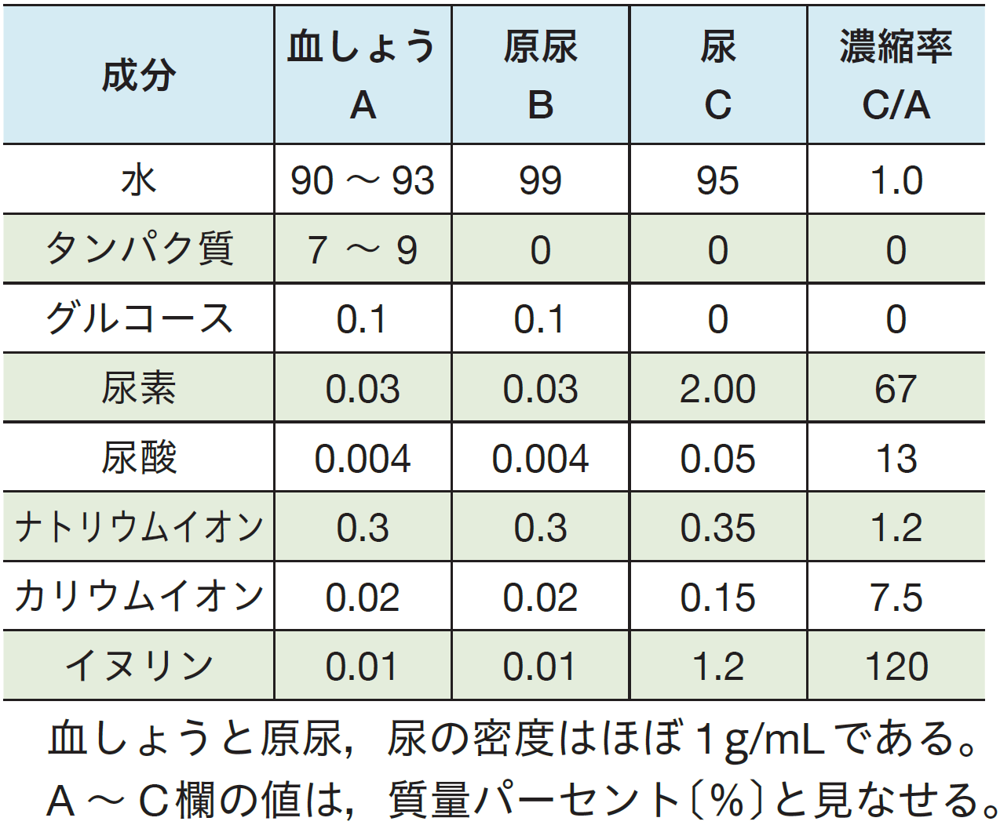 成分 血しょう A 原尿 B 尿 C 濃縮率 C/A
水 90 〜 93 99 95 1.0
タンパク質 7 〜 9 0 0 0
グルコース 0.1 0.1 0 0
尿素 0.03 0.03 2.00 67
尿酸 0.004 0.004 0.05 13
ナトリウムイオン 0.3 0.3 0.35 1.2
カリウムイオン 0.02 0.02 0.15 7.5
イヌリン 0.01 0.01 1.2 120
血しょうと原尿，尿の密度はほぼ1g/mLである。
A 〜 C欄の値は，質量パーセント〔%〕と見なせる。